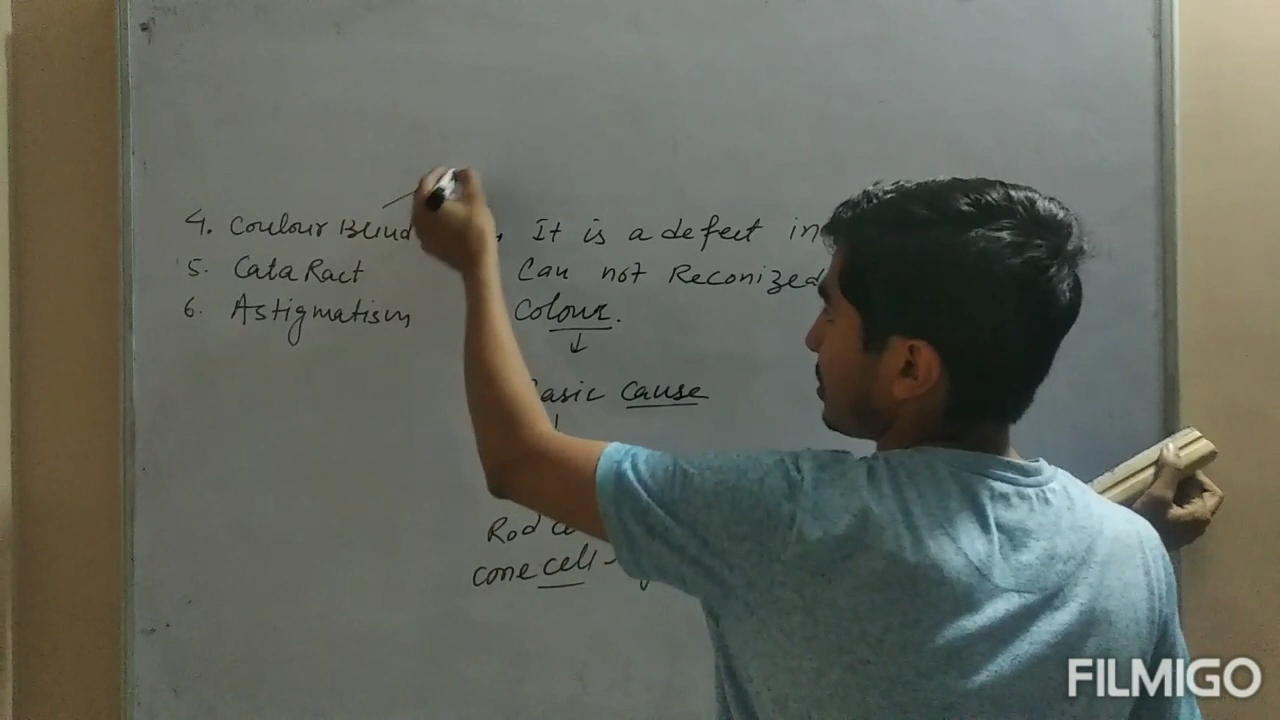 4. Coulour Blind It is a defect in
5. CataRact Can not Reconized
6. Astigmatism Colour.
↓
Basic cause
Rod
cone cell -
FILMIGO